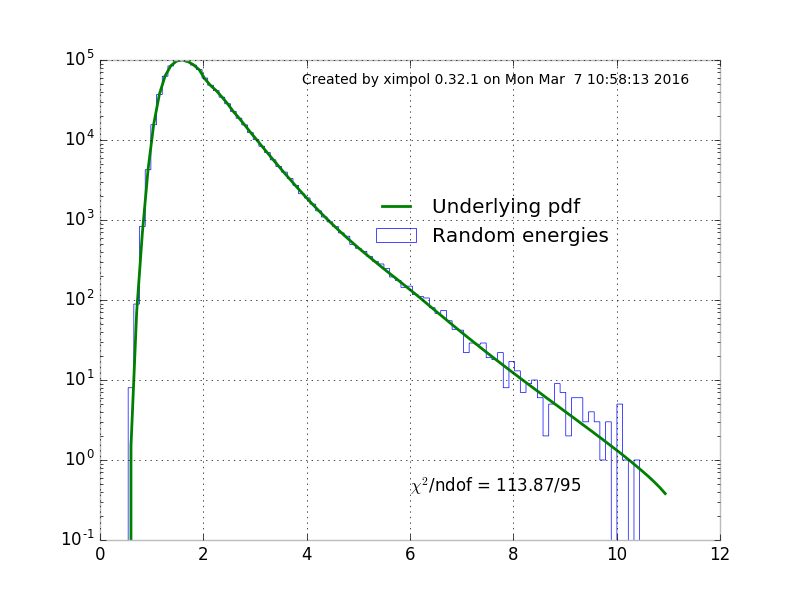 Created by ximpol 0.32.1 on Mon Mar  7 10:58:13 2016
10^5
10^4
10^3
10^2
10^1
10^0
10^-1
Underlying pdf
Random energies
χ²/ndof = 113.87/95
0 2 4 6 8 10 12